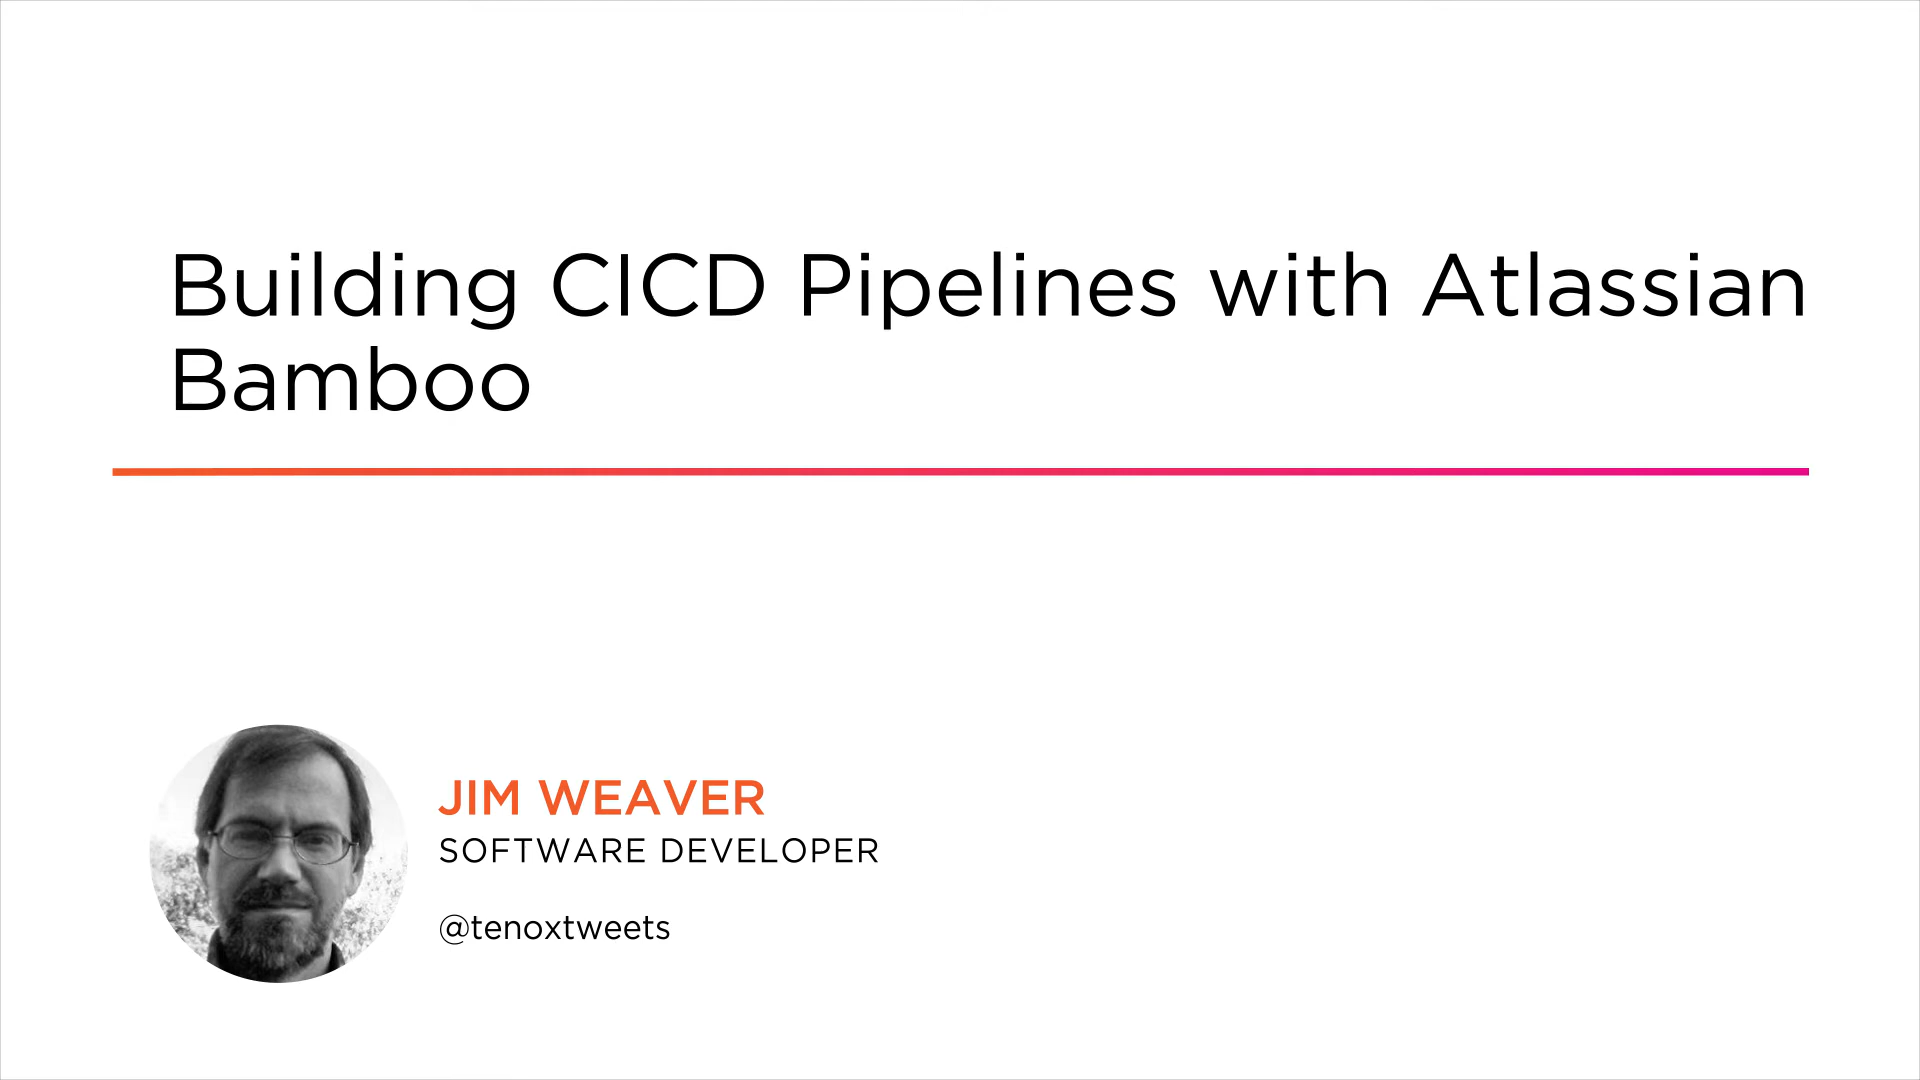 Building CICD Pipelines with Atlassian
Bamboo
JIM WEAVER
SOFTWARE DEVELOPER
@tenoxtweets